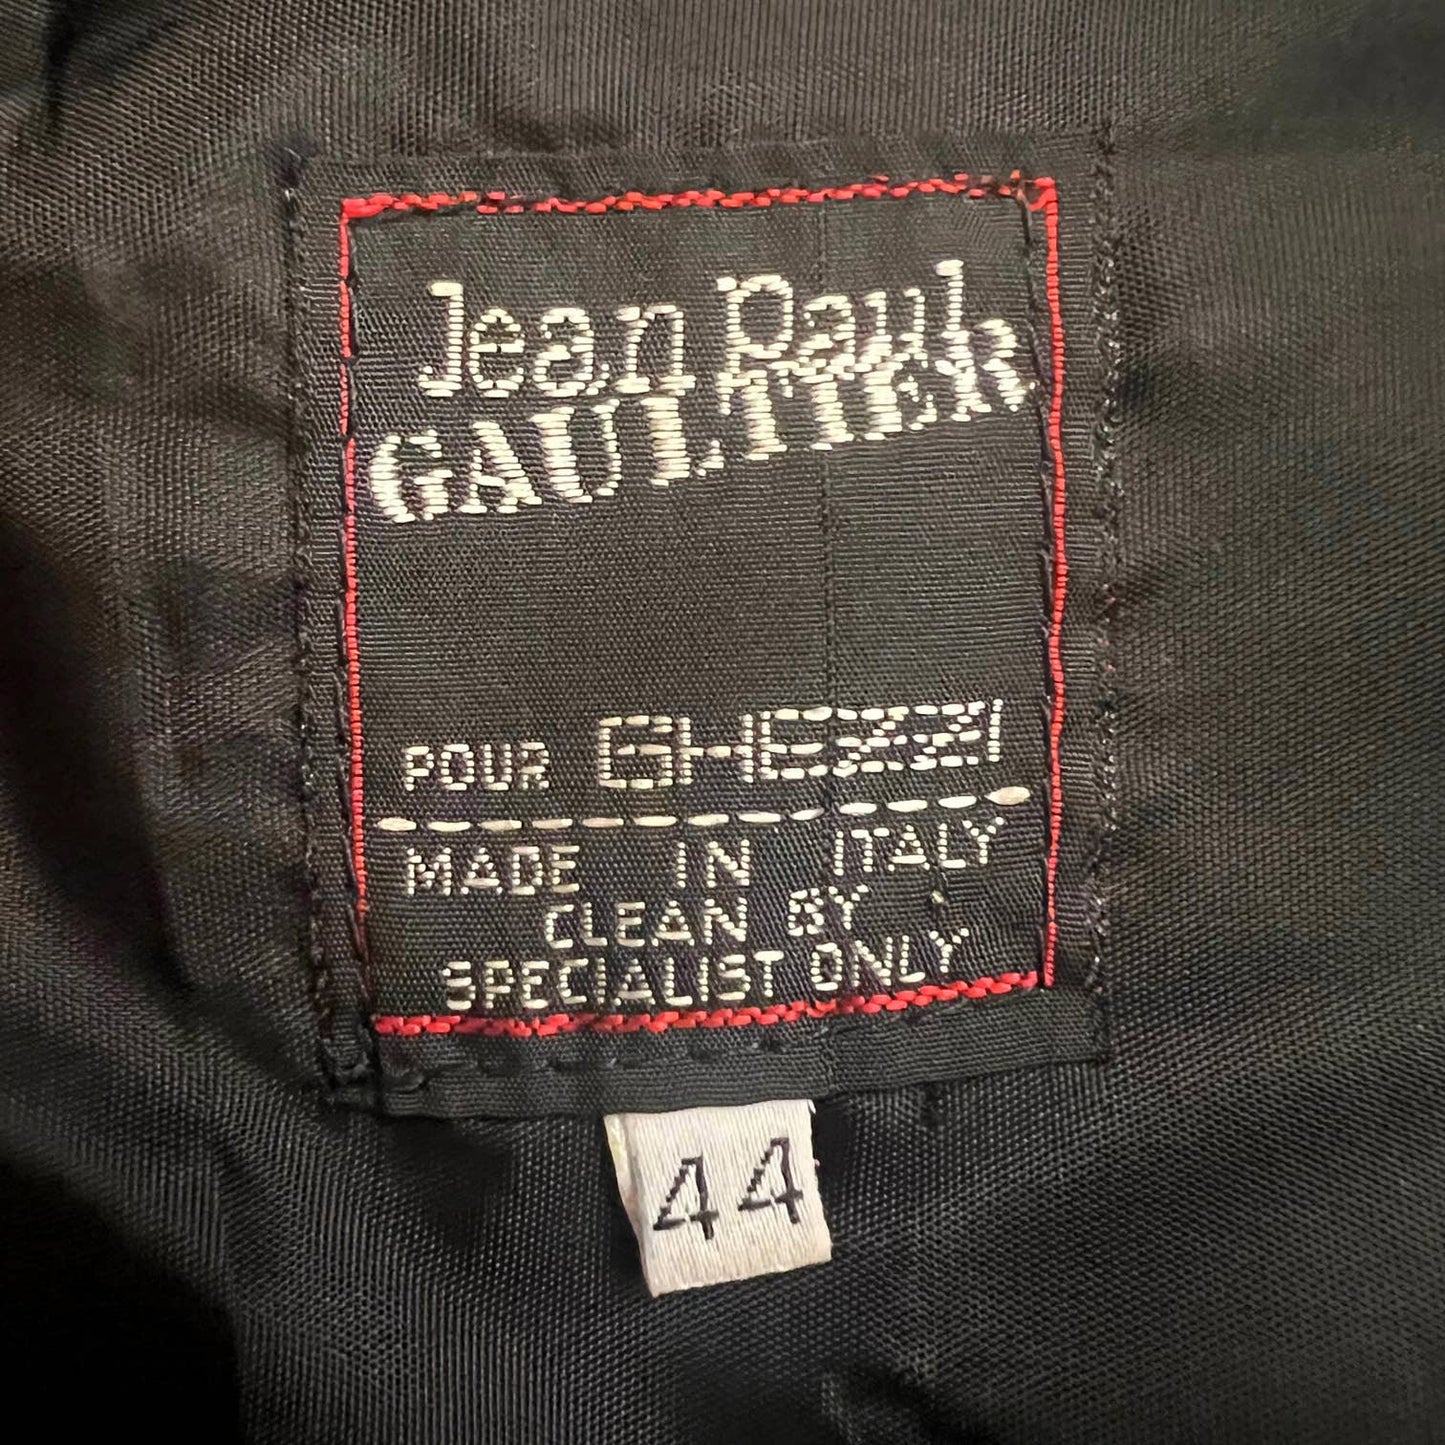 Jean Paul
GAULTIER
POUR GHEZZI
MADE IN ITALY
CLEAN BY
SPECIALIST ONLY
44